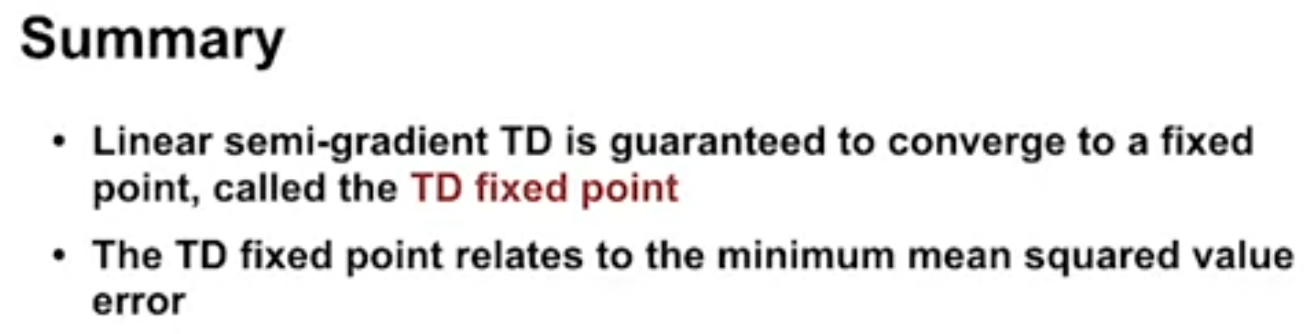 Summary
• Linear semi-gradient TD is guaranteed to converge to a fixed
point, called the TD fixed point
• The TD fixed point relates to the minimum mean squared value
error